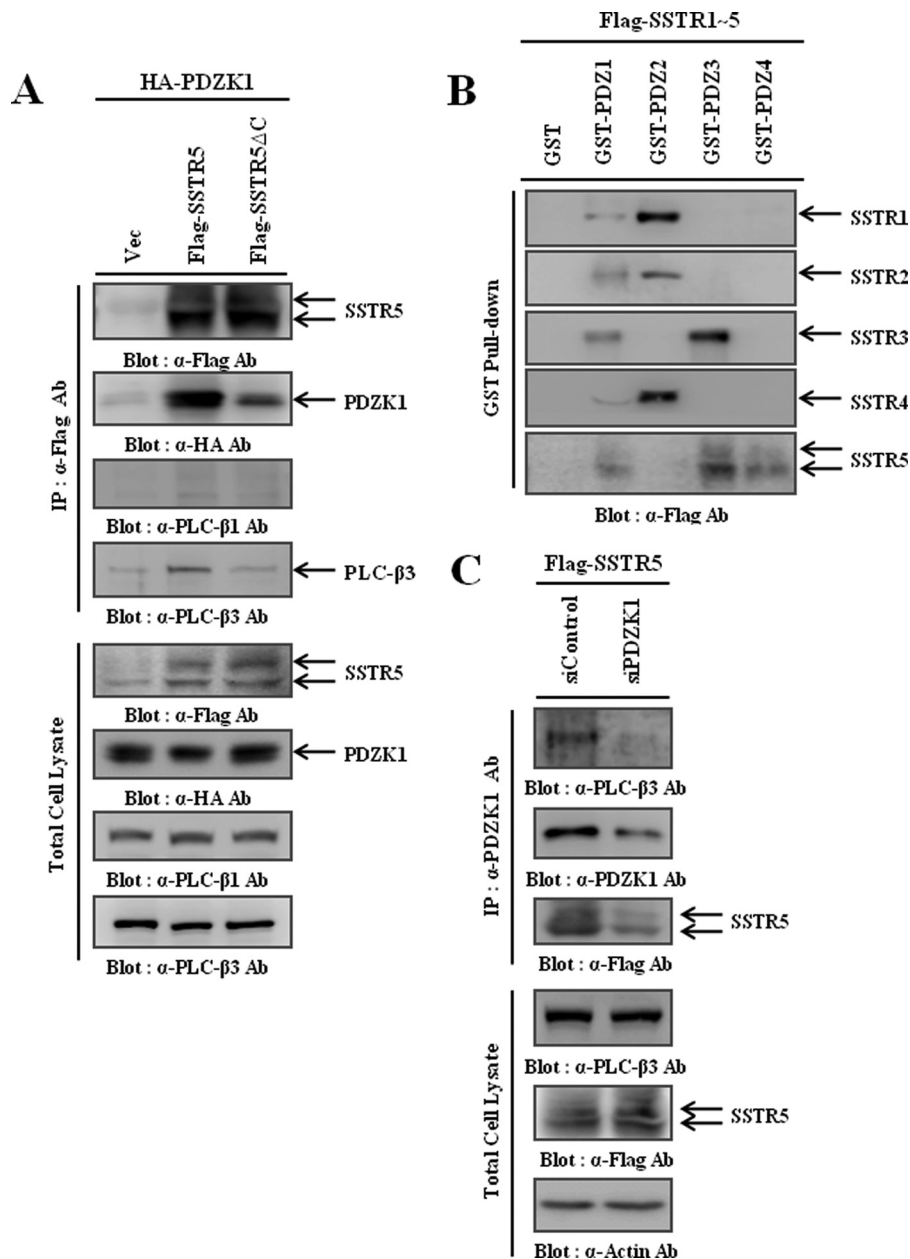 A
HA-PDZK1
Vec
Flag-SSTR5
Flag-SSTR5ΔC
IP : α-Flag Ab
SSTR5
Blot : α-Flag Ab
PDZK1
Blot : α-HA Ab
Blot : α-PLC-β1 Ab
PLC-β3
Blot : α-PLC-β3 Ab
Total Cell Lysate
SSTR5
Blot : α-Flag Ab
PDZK1
Blot : α-HA Ab
Blot : α-PLC-β1 Ab
Blot : α-PLC-β3 Ab
B
Flag-SSTR1~5
GST
GST-PDZ1
GST-PDZ2
GST-PDZ3
GST-PDZ4
GST Pull-down
SSTR1
SSTR2
SSTR3
SSTR4
SSTR5
Blot : α-Flag Ab
C
Flag-SSTR5
siControl
siPDZK1
IP : α-PDZK1 Ab
Blot : α-PLC-β3 Ab
Blot : α-PDZK1 Ab
SSTR5
Blot : α-Flag Ab
Total Cell Lysate
Blot : α-PLC-β3 Ab
SSTR5
Blot : α-Flag Ab
Blot : α-Actin Ab